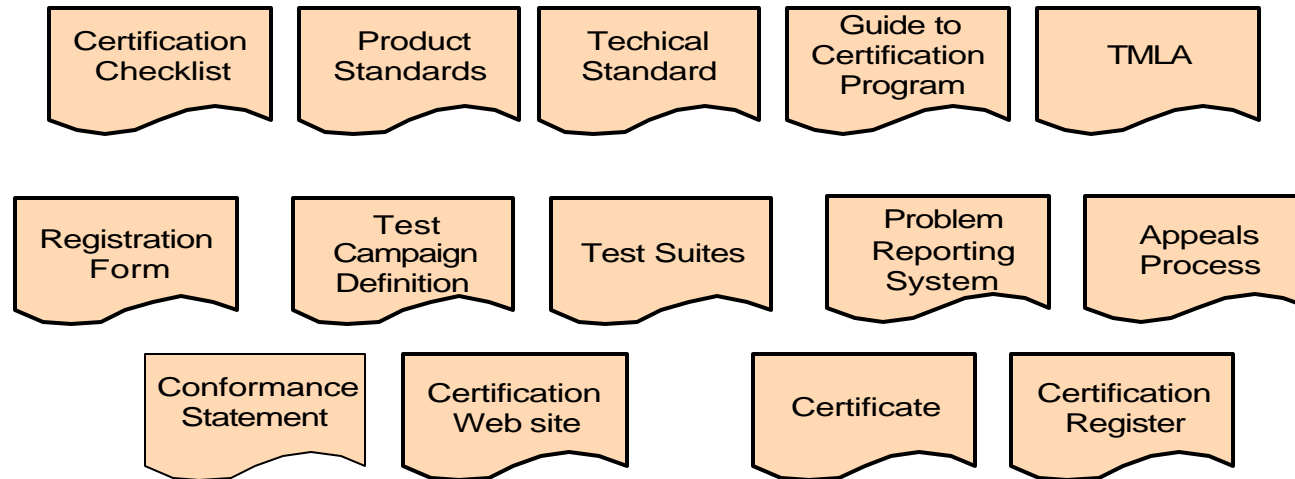 Certification
Checklist
Product
Standards
Techical
Standard
Guide to
Certification
Program
TMLA
Registration
Form
Test
Campaign
Definition
Test Suites
Problem
Reporting
System
Appeals
Process
Conformance
Statement
Certification
Web site
Certificate
Certification
Register